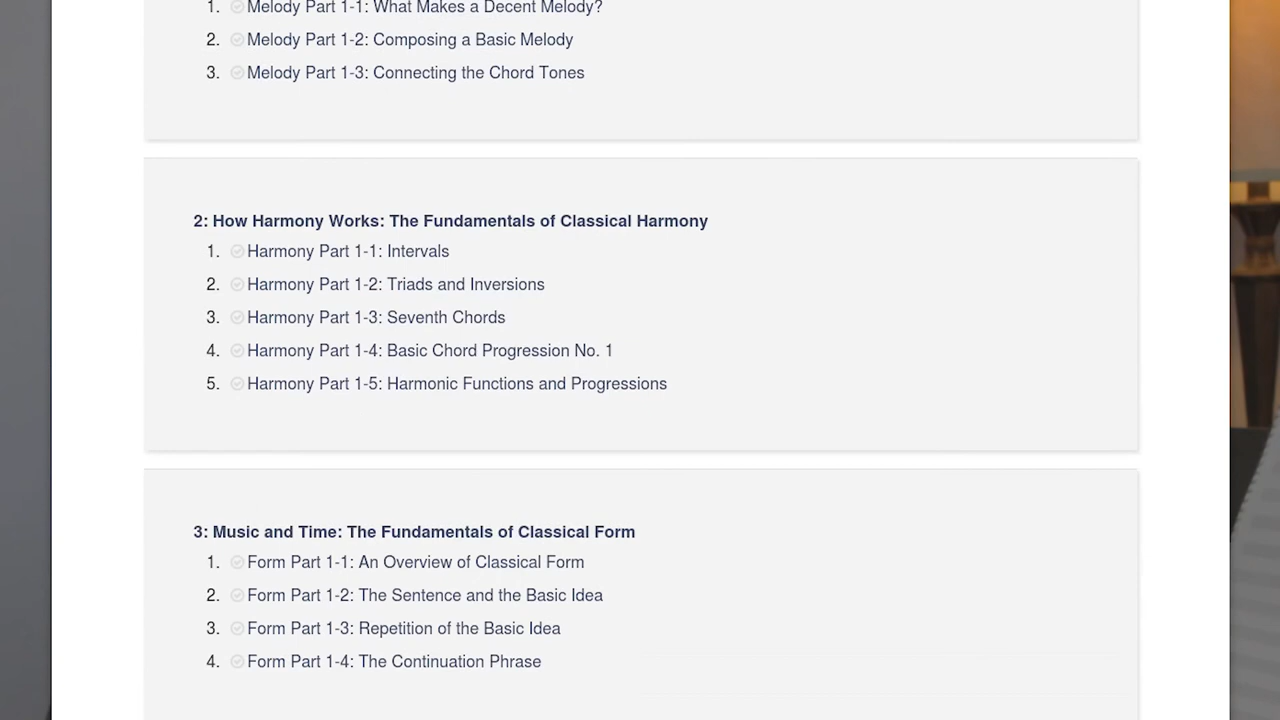 1. Melody Part 1-1: What Makes a Decent Melody?
2. Melody Part 1-2: Composing a Basic Melody
3. Melody Part 1-3: Connecting the Chord Tones
2: How Harmony Works: The Fundamentals of Classical Harmony
1. Harmony Part 1-1: Intervals
2. Harmony Part 1-2: Triads and Inversions
3. Harmony Part 1-3: Seventh Chords
4. Harmony Part 1-4: Basic Chord Progression No. 1
5. Harmony Part 1-5: Harmonic Functions and Progressions
3: Music and Time: The Fundamentals of Classical Form
1. Form Part 1-1: An Overview of Classical Form
2. Form Part 1-2: The Sentence and the Basic Idea
3. Form Part 1-3: Repetition of the Basic Idea
4. Form Part 1-4: The Continuation Phrase